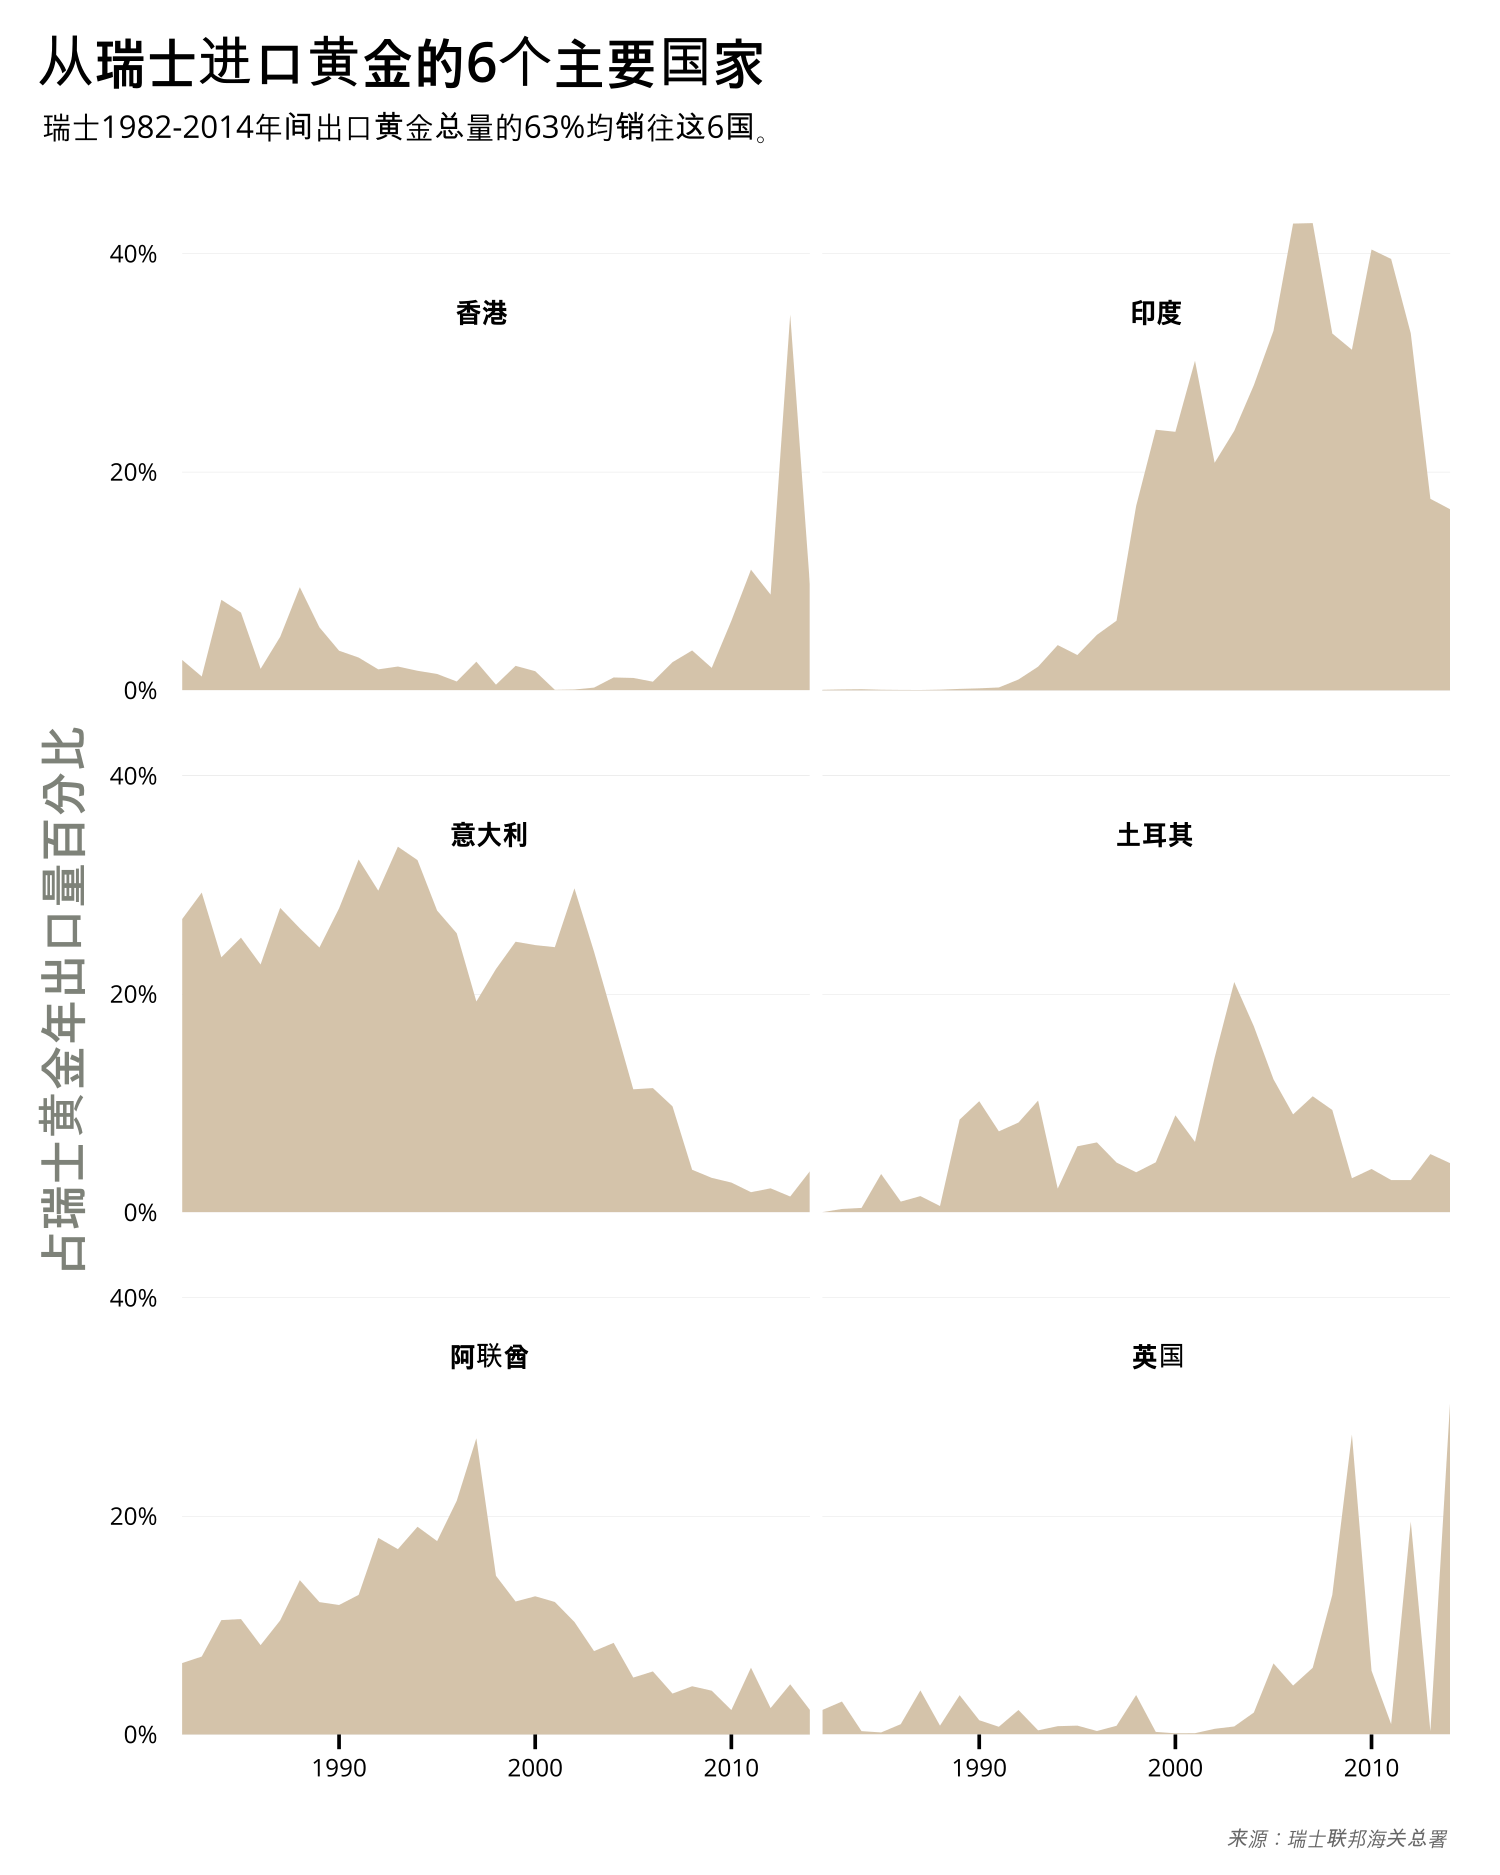 从瑞士进口黄金的6个主要国家
瑞士1982-2014年间出口黄金总量的63%均销往这6国。
占瑞士黄金年出口量百分比
香港
印度
40%
20%
0%
意大利
土耳其
40%
20%
0%
阿联酋
英国
40%
20%
0%
1990
2000
2010
1990
2000
2010
来源：瑞士联邦海关总署